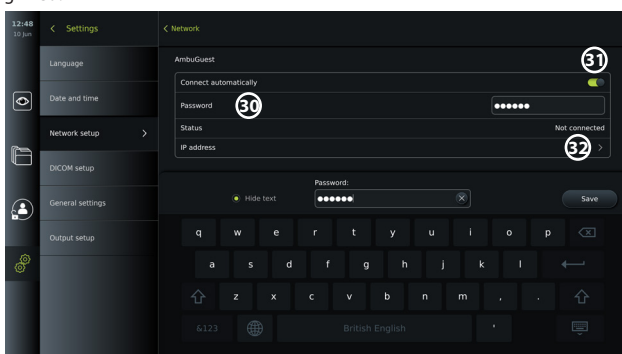 12:48
10 Jun
Settings
Network
Language
Date and time
Network setup
DICOM setup
General settings
Output setup
AmbuGuest
31
Connect automatically
Password
30
●●●●●●
Status
Not connected
IP address
32
Password:
Hide text
●●●●●●
Save
q w e r t y u i o p
a s d f g h j k l
z x c v b n m , .
&123
British English
'